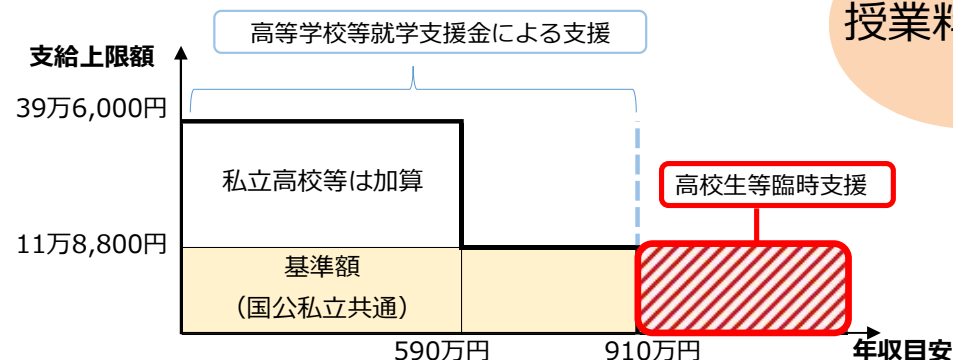 授業料
高等学校等就学支援金による支援
支給上限額
39万6,000円
私立高校等は加算
高校生等臨時支援
11万8,800円
基準額
（国公私立共通）
590万円
910万円
年収目安